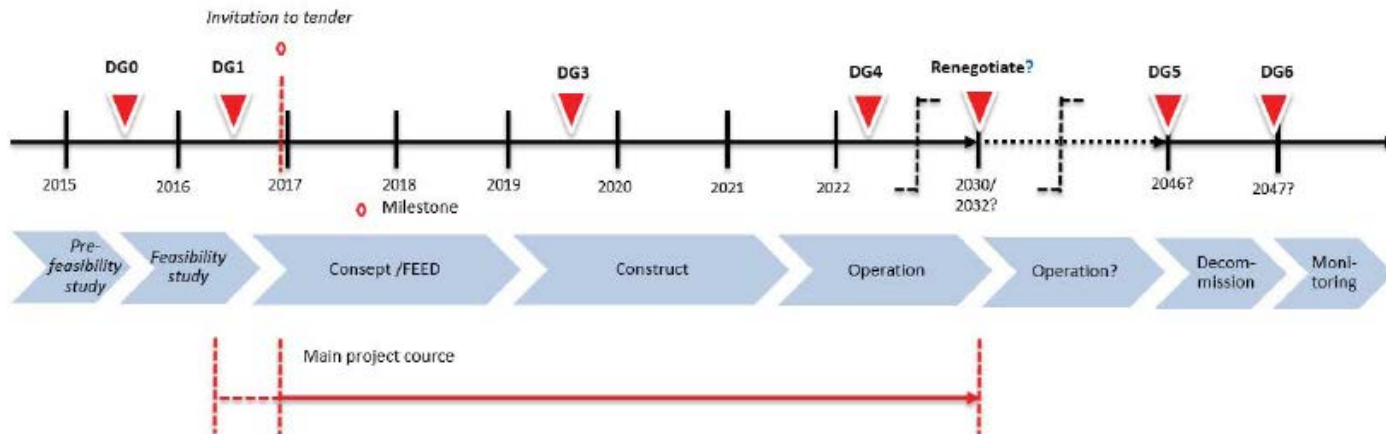 Invitation to tender
DG0
DG1
DG3
DG4
Renegotiate?
DG5
DG6
2015
2016
2017
2018
2019
2020
2021
2022
2030/
2032?
2046?
2047?
Milestone
Pre-
feasibility
study
Feasibility
study
Consept /FEED
Construct
Operation
Operation?
Decom-
mission
Moni-
toring
Main project cource